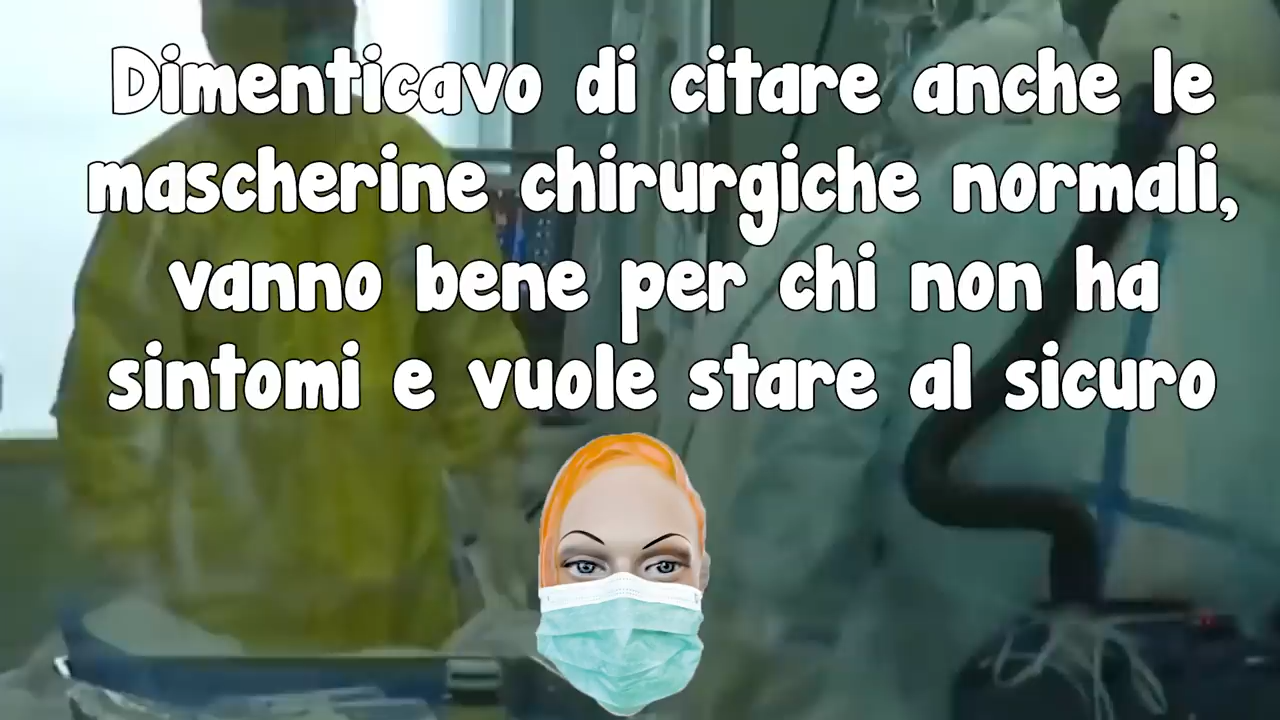 Dimenticavo di citare anche le
mascherine chirurgiche normali,
vanno bene per chi non ha
sintomi e vuole stare al sicuro